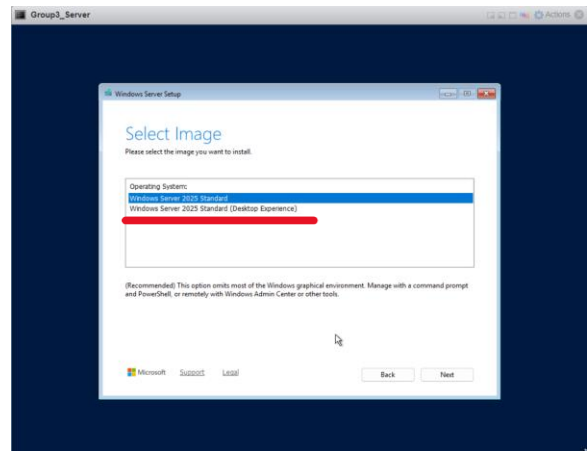 Group3_Server
Actions
Windows Server Setup
Select Image
Please select the image you want to install.
Operating System:
Windows Server 2025 Standard
Windows Server 2025 Standard (Desktop Experience)
(Recommended) This option omits most of the Windows graphical environment. Manage with a command prompt
and PowerShell, or remotely with Windows Admin Center or other tools.
Microsoft Support Legal
Back Next